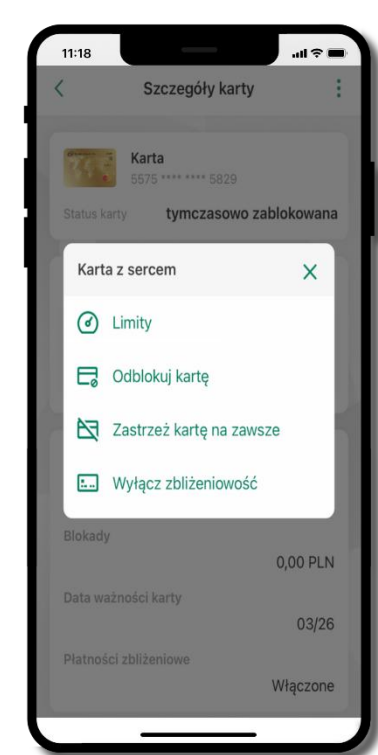 11:18
Szczegóły karty
Karta
5575 **** **** 5829
Status karty tymczasowo zablokowana
Karta z sercem
Limity
Odblokuj kartę
Zastrzeż kartę na zawsze
Wyłącz zbliżeniowość
Blokady
0,00 PLN
Data ważności karty
03/26
Płatności zbliżeniowe
Włączone